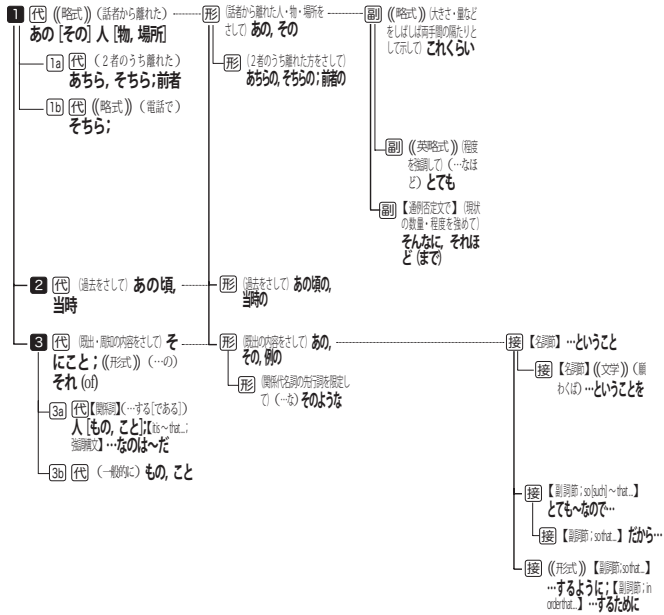 1 代 ((略式)) (話者から離れた)
あの [その] 人 [物, 場所]
1a 代 (2者のうち離れた)
あちら, そちら; 前者
1b 代 ((略式)) (電話で)
そちら;
2 代 (過去をさして) あの頃,
当時
3 代 (既出・周知の内容をさして) そ
にこと; ((形式)) (…の)
それ (of)
3a 代【関係詞】(…する[である])
人 [もの, こと];【it is ~ that...;
強調構文】…なのは~だ
3b 代 (一般的に) もの, こと
形 (話者から離れた人・物・場所を
さして) あの, その
形 (2者のうち離れた方をさして)
あちらの, そちらの; 前者の
形 (過去をさして) あの頃の,
当時の
形 (既出の内容をさして) あの,
その, 例の
形 (関係代名詞の先行詞を限定し
て) (…な) そのような
副 ((略式)) (大きさ・量など
をしばしば両手間の隔たりと
して示して) これくらい
副 ((英略式)) (程度
を強調して) (…なほ
ど) とても
副 【通例否定文で】 (現状
の数量・程度を強めて)
そんなに, それほ
ど (まで)
接【名詞節】…ということ
接【名詞節】((文学)) (願
わくば) …ということを
接【副詞節; so [such] ~ that...】
とても~なので…
接【副詞節; so that...】だから…
接 ((形式)) 【副詞節; so that...】
…するように;【副詞節; in
order that...】…するために